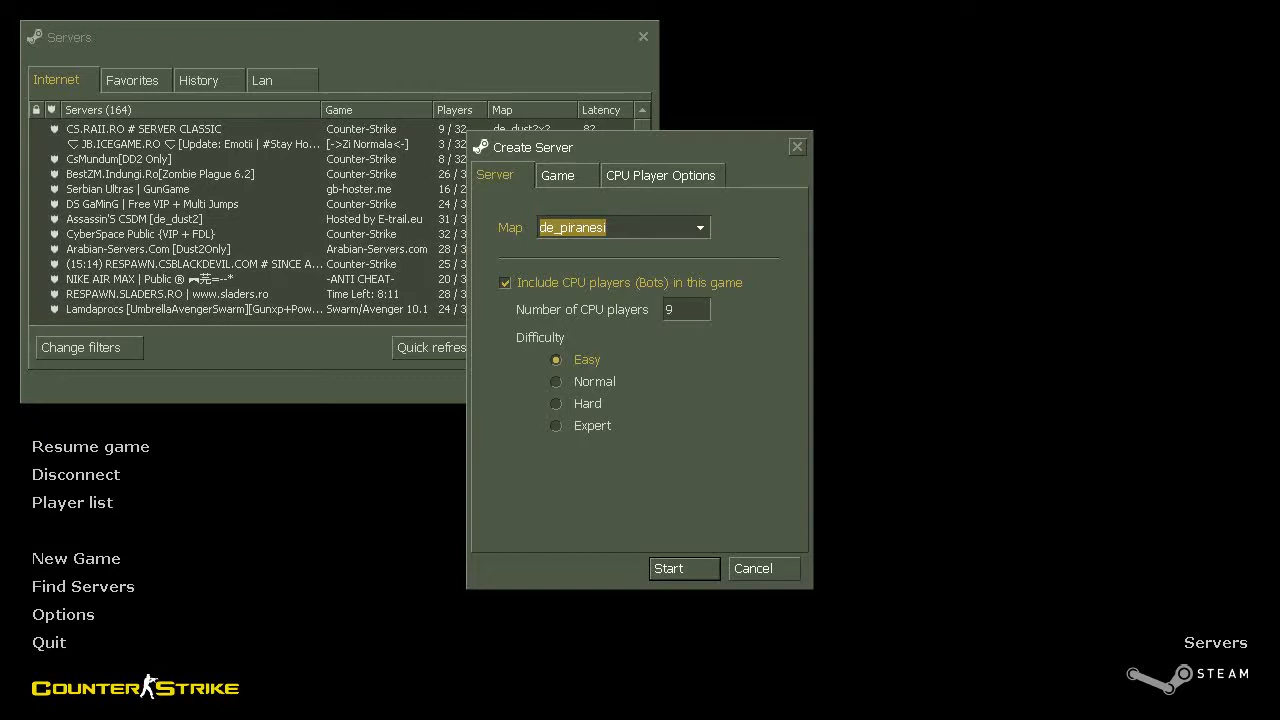 Servers
Internet Favorites History Lan
Servers (164) Game Players Map Latency
CS.RAII.RO # SERVER CLASSIC Counter-Strike 9 / 32 de_dust2x2 82
♡ JB.ICEGAME.RO ♡ [Update: Emotii | #Stay Ho... [->Zi Normala<-] 3 / 32
CsMundum[DD2 Only] Counter-Strike 8 / 32
BestZM.Indungi.Ro[Zombie Plague 6.2] Counter-Strike 26 / 3
Serbian Ultras | GunGame gb-hoster.me 16 / 2
DS GaMiNG | Free VIP + Multi Jumps Counter-Strike 24 / 3
Assassin'S CSDM [de_dust2] Hosted by E-trail.eu 31 / 3
CyberSpace Public {VIP + FDL} Counter-Strike 32 / 3
Arabian-Servers.Com [Dust2Only] Arabian-Servers.com 28 / 3
(15:14) RESPAWN.CSBLACKDEVIL.COM # SINCE A... Counter-Strike 21 / 3
NIKE AIR MAX | Public ® =-* -ANTI CHEAT- 20 / 3
RESPAWN.SLADERS.RO | www.sladers.ro Time Left: 8:11 28 / 3
Lamdaprocs [UmbrellaAvengerSwarm][Gunxp+Pow... Swarm/Avenger 10.1 24 / 3
Change filters Quick refres
Create Server
Server Game CPU Player Options
Map de_piranesi
Include CPU players (Bots) in this game
Number of CPU players 9
Difficulty
Easy
Normal
Hard
Expert
Start Cancel
Resume game
Disconnect
Player list
New Game
Find Servers
Options
Quit
Servers
COUNTER STRIKE
STEAM